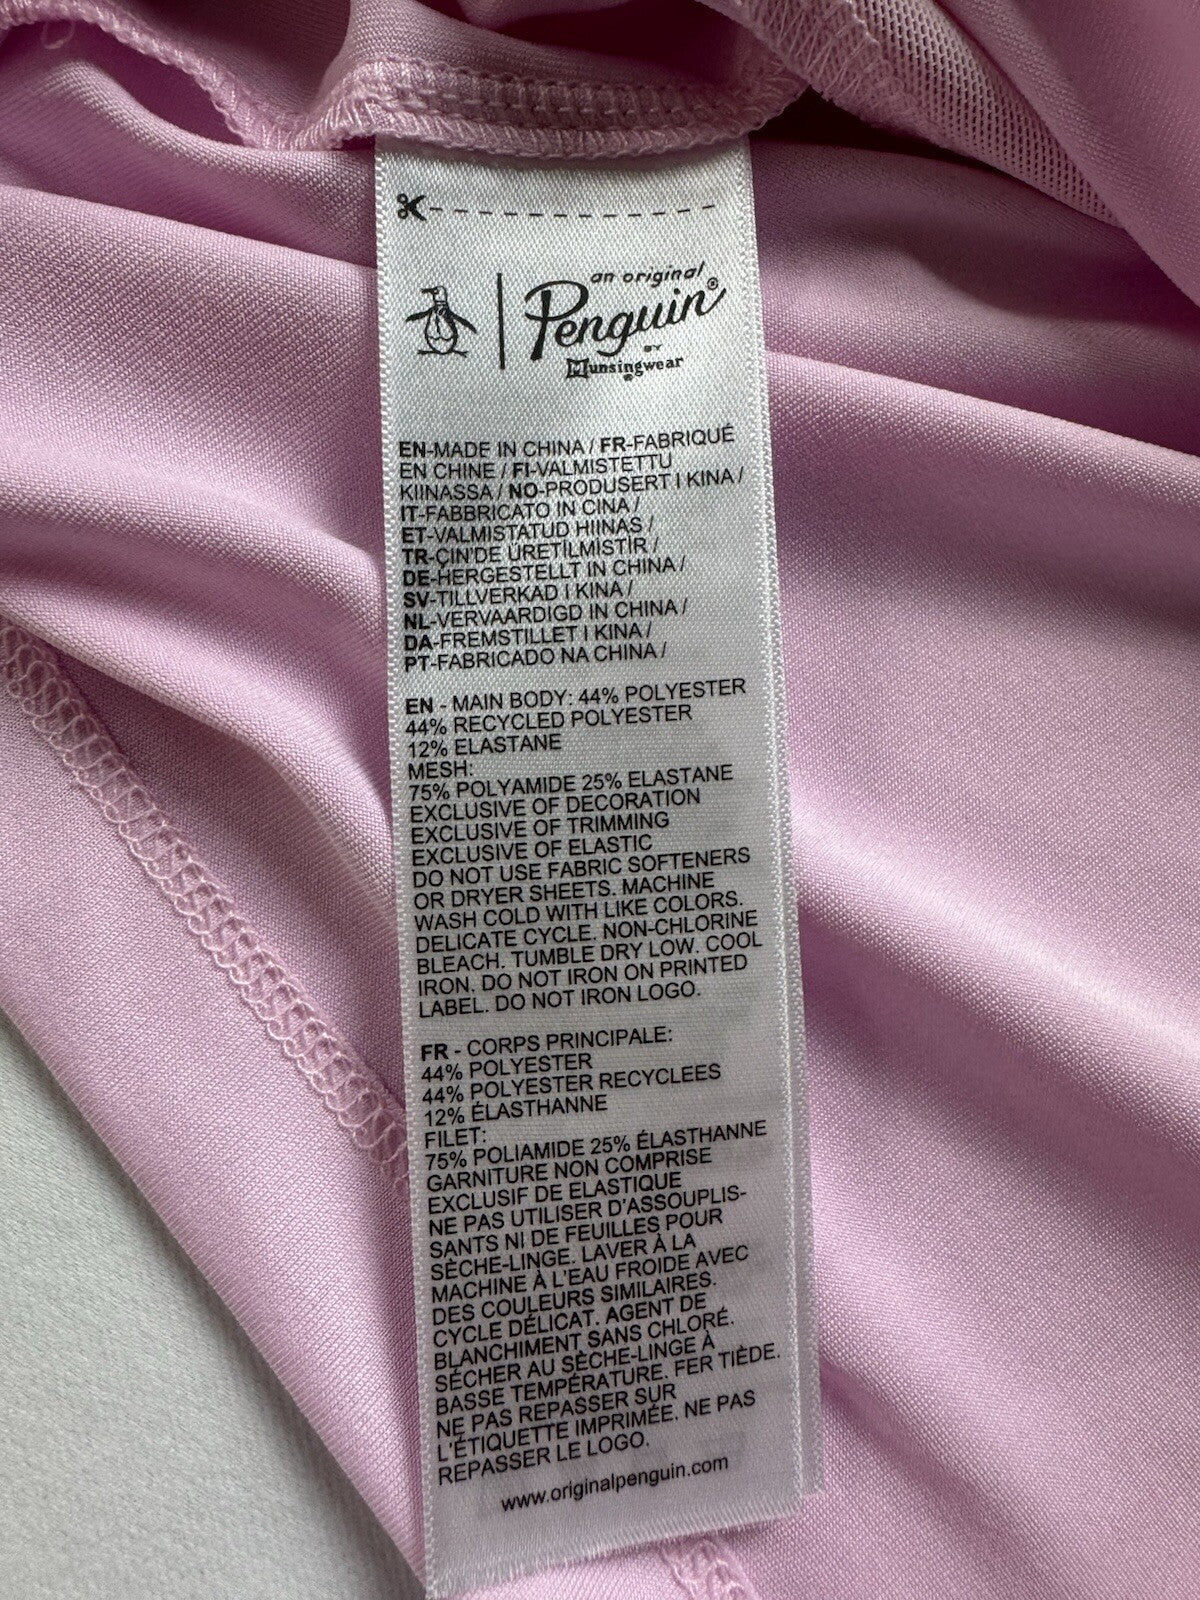 an original
Penguin®
BY
Munsingwear®
EN-MADE IN CHINA / FR-FABRIQUÉ
EN CHINE / FI-VALMISTETTU
KIINASSA / NO-PRODUSERT I KINA /
IT-FABBRICATO IN CINA /
ET-VALMISTATUD HIINAS /
TR-ÇIN'DE ÜRETİLMİSTİR /
DE-HERGESTELLT IN CHINA /
SV-TILLVERKAD I KINA /
NL-VERVAARDIGD IN CHINA /
DA-FREMSTILLET I KINA /
PT-FABRICADO NA CHINA /
EN - MAIN BODY: 44% POLYESTER
44% RECYCLED POLYESTER
12% ELASTANE
MESH:
75% POLYAMIDE 25% ELASTANE
EXCLUSIVE OF DECORATION
EXCLUSIVE OF TRIMMING
EXCLUSIVE OF ELASTIC
DO NOT USE FABRIC SOFTENERS
OR DRYER SHEETS. MACHINE
WASH COLD WITH LIKE COLORS.
DELICATE CYCLE. NON-CHLORINE
BLEACH. TUMBLE DRY LOW. COOL
IRON. DO NOT IRON ON PRINTED
LABEL. DO NOT IRON LOGO.
FR - CORPS PRINCIPALE:
44% POLYESTER
44% POLYESTER RECYCLEES
12% ÉLASTHANNE
FILET:
75% POLIAMIDE 25% ÉLASTHANNE
GARNITURE NON COMPRISE
EXCLUSIF DE ELASTIQUE
NE PAS UTILISER D'ASSOUPLIS-
SANTS NI DE FEUILLES POUR
SÈCHE-LINGE. LAVER À LA
MACHINE À L'EAU FROIDE AVEC
DES COULEURS SIMILAIRES.
CYCLE DÉLICAT. AGENT DE
BLANCHIMENT SANS CHLORÉ.
SÉCHER AU SÈCHE-LINGE À
BASSE TEMPÉRATURE. FER TIÈDE.
NE PAS REPASSER SUR
L'ÉTIQUETTE IMPRIMÉE. NE PAS
REPASSER LE LOGO.
www.originalpenguin.com